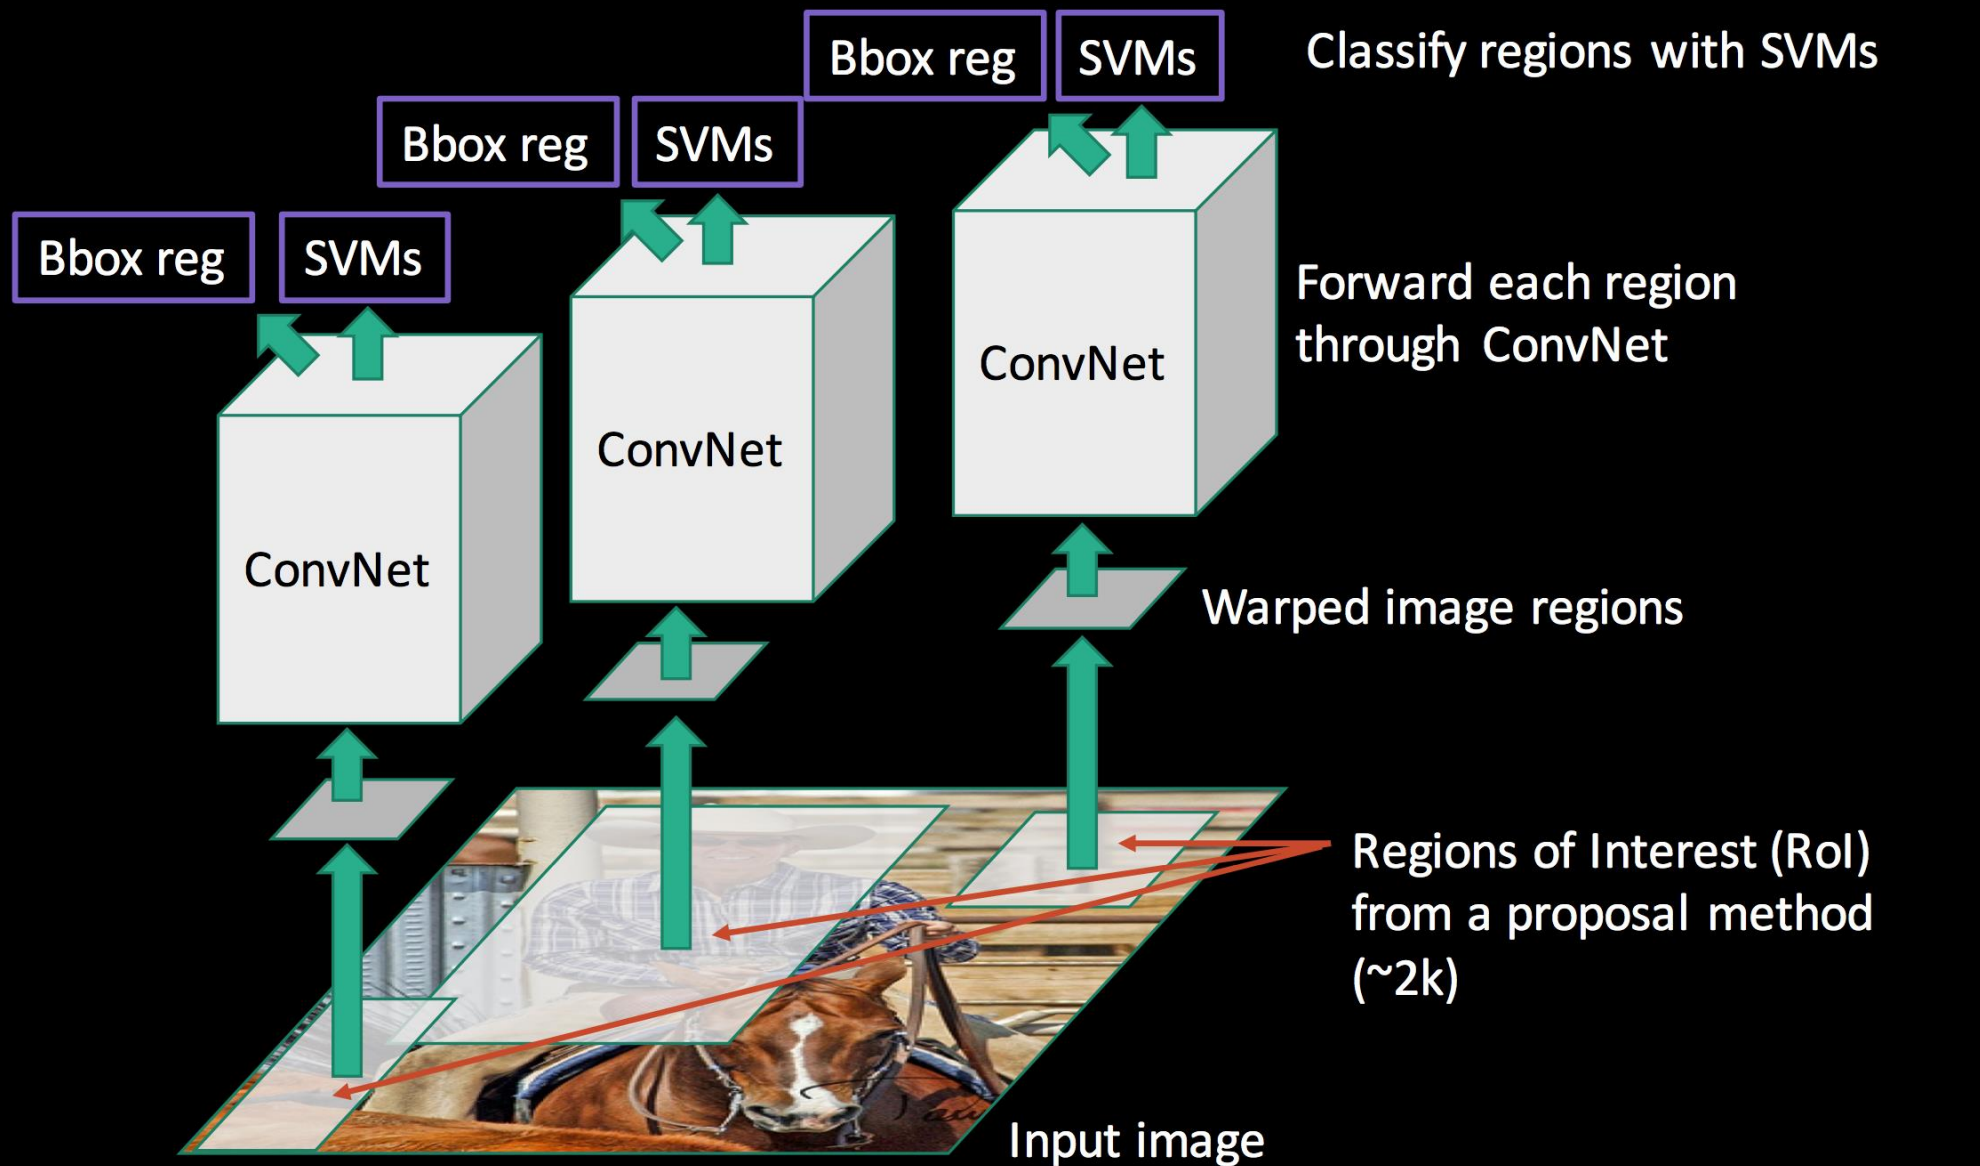 Bbox reg
SVMs
Classify regions with SVMs
Bbox reg
SVMs
Bbox reg
SVMs
Forward each region
through ConvNet
ConvNet
ConvNet
ConvNet
Warped image regions
Regions of Interest (RoI)
from a proposal method
(~2k)
Input image